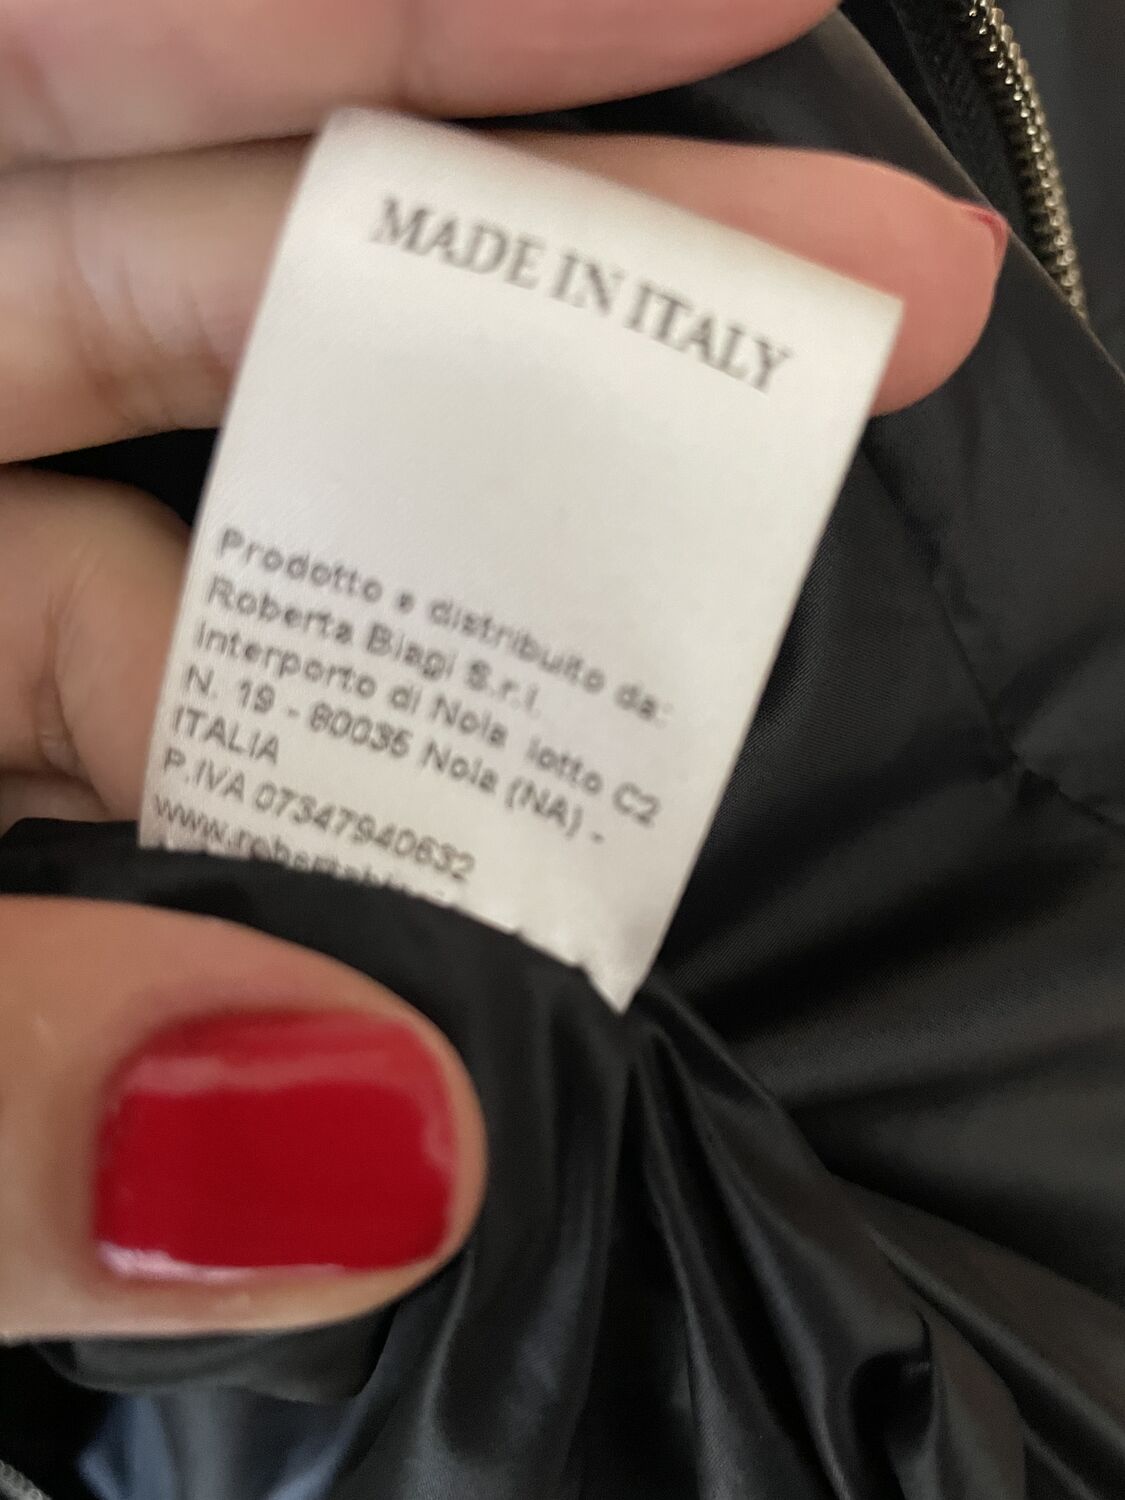 MADE IN ITALY
Prodotto e distribuito da:
Roberta Biagi S.r.l.
Interporto di Nola lotto C2
N. 19 - 80035 Nola (NA) -
ITALIA
P.IVA 07347940632